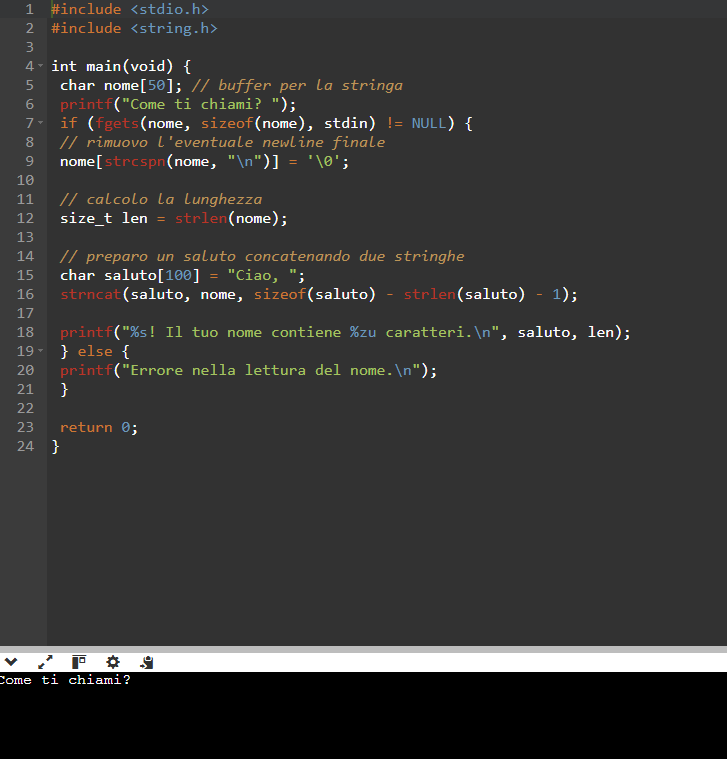 1 #include <stdio.h>
2 #include <string.h>
3
4 int main(void) {
5 char nome[50]; // buffer per la stringa
6 printf("Come ti chiami? ");
7 if (fgets(nome, sizeof(nome), stdin) != NULL) {
8 // rimuovo l'eventuale newline finale
9 nome[strcspn(nome, "\n")] = '\0';
10
11 // calcolo la lunghezza
12 size_t len = strlen(nome);
13
14 // preparo un saluto concatenando due stringhe
15 char saluto[100] = "Ciao, ";
16 strncat(saluto, nome, sizeof(saluto) - strlen(saluto) - 1);
17
18 printf("%s! Il tuo nome contiene %zu caratteri.\n", saluto, len);
19 } else {
20 printf("Errore nella lettura del nome.\n");
21 }
22
23 return 0;
24 }
Come ti chiami?